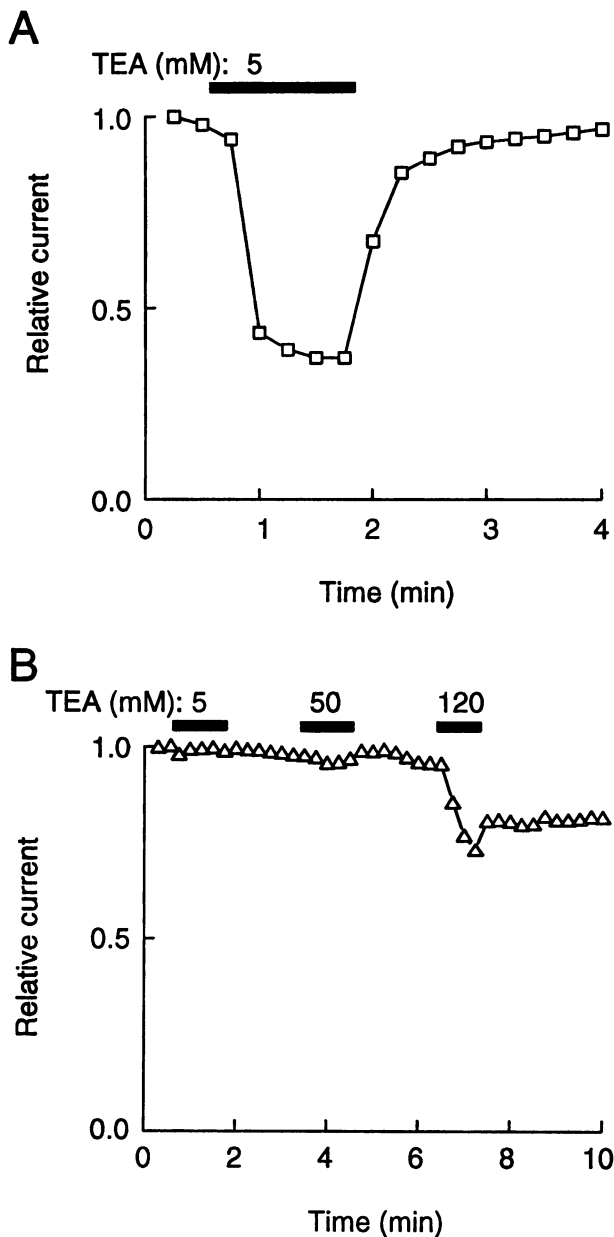 A
TEA (mM): 5
1.0
0.5
0.0
Relative current
0 1 2 3 4
Time (min)
B
TEA (mM): 5 50 120
1.0
0.5
0.0
Relative current
0 2 4 6 8 10
Time (min)